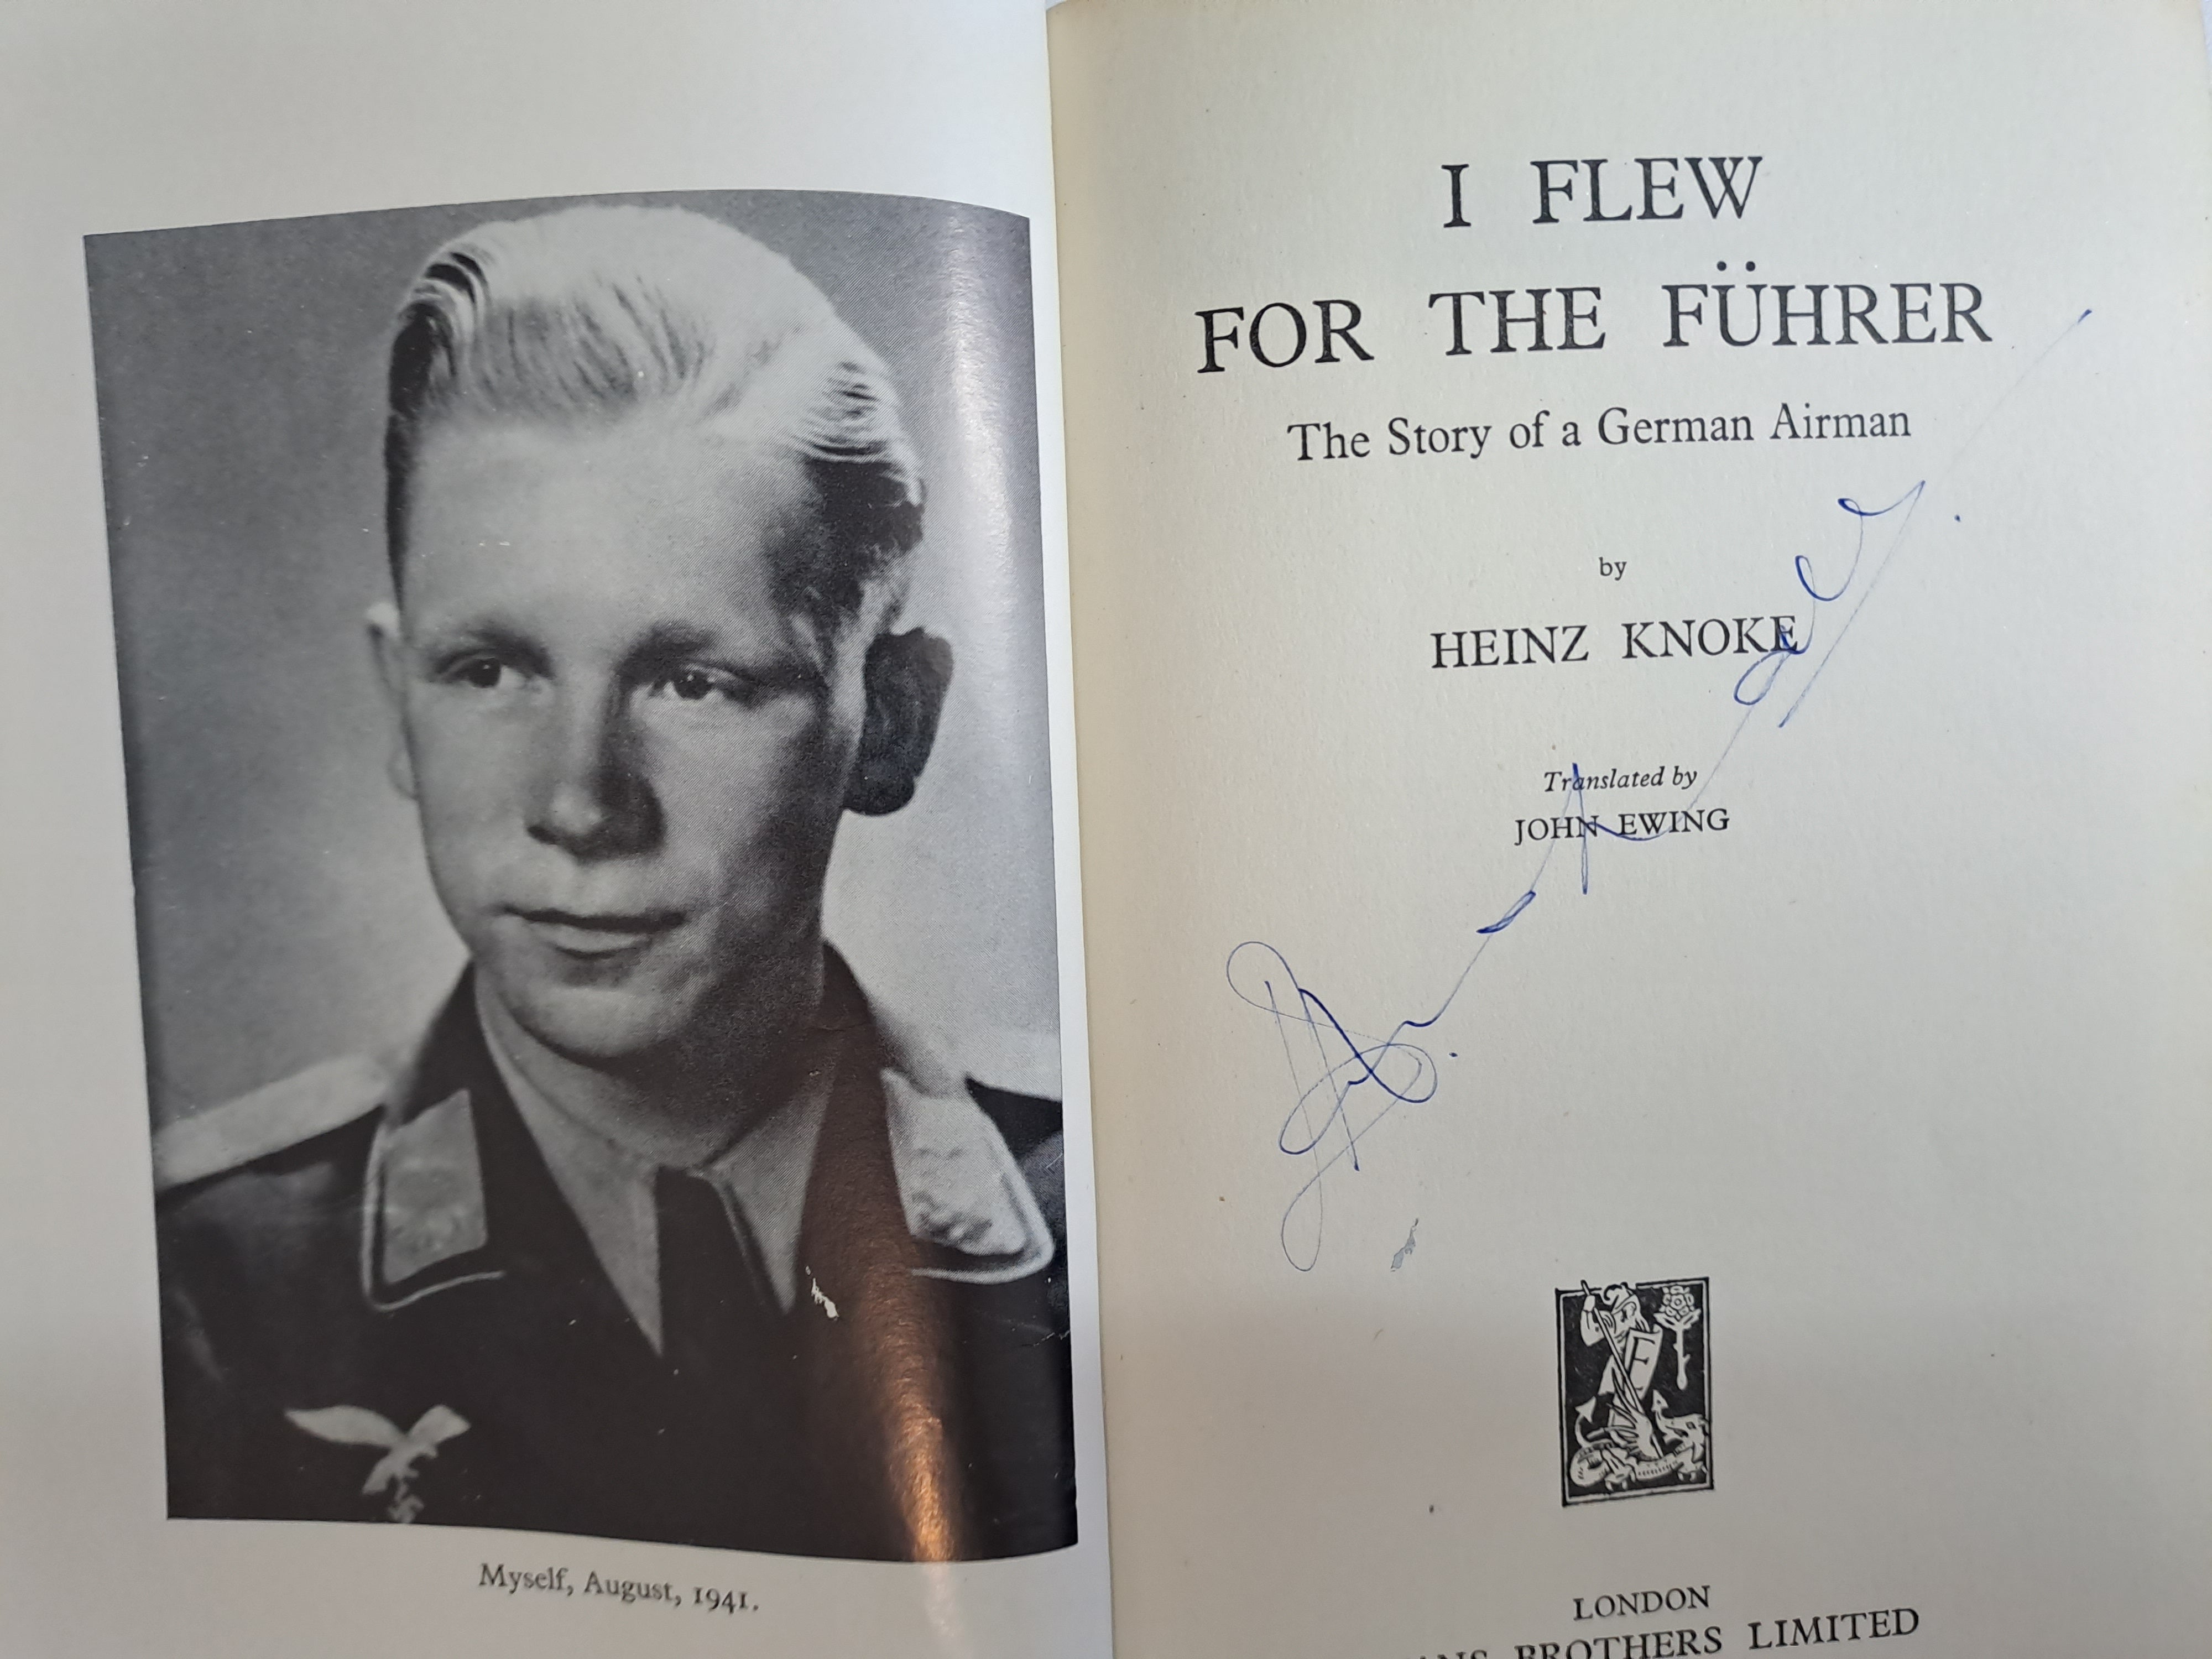 Myself, August, 1941.
I FLEW
FOR THE FÜHRER
The Story of a German Airman
by
HEINZ KNOKE
Translated by
JOHN EWING
LONDON
BROTHERS LIMITED